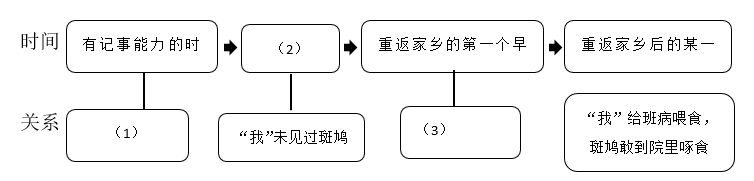 时间
有记事能力的时
（2）
重返家乡的第一个早
重返家乡后的某一
关系
（1）
“我”未见过斑鸠
（3）
“我”给班病喂食，
斑鸠敢到院里啄食